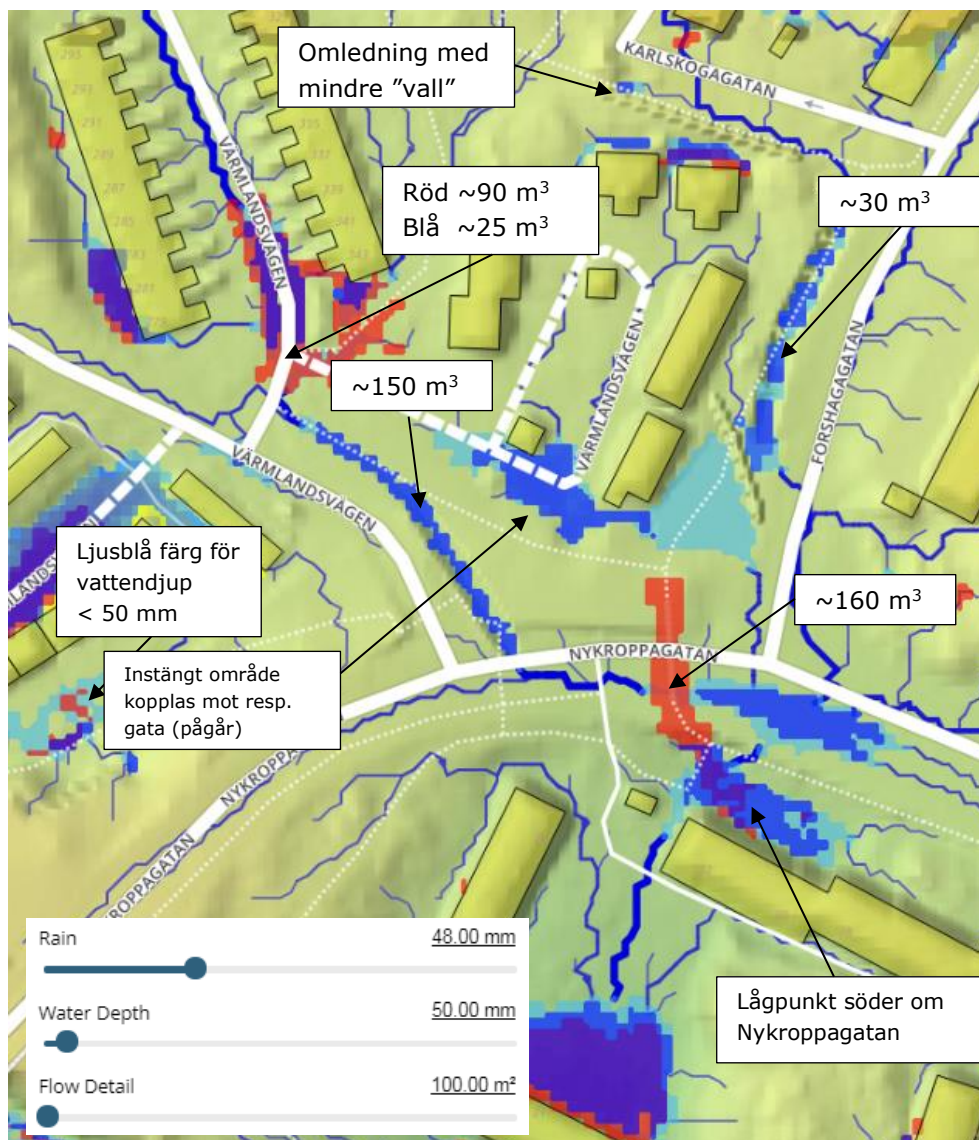 Omledning med
mindre ”vall”
KARLSKOGAGATAN
VÄRMLANDSVÄGEN
Röd ~90 m³
Blå ~25 m³
~30 m³
~150 m³
VÄRMLANDSVÄGEN
FORSHAGAGATAN
VÄRMLANDSVÄGEN
Ljusblå färg för
vattendjup
< 50 mm
~160 m³
NYKROPPAGATAN
Instängt område
kopplas mot resp.
gata (pågår)
NYKROPPA
KROPPAGATAN
Lågpunkt söder om
Nykroppagatan
Rain 48.00 mm
Water Depth 50.00 mm
Flow Detail 100.00 m²